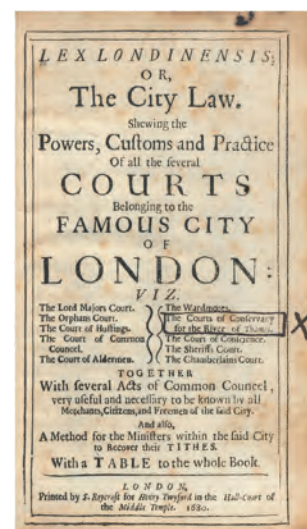 LEX LONDINENSIS;
OR,
The City Law.
Shewing the
Powers, Cuſtoms and Practice
Of all the ſeveral
COURTS
Belonging to the
FAMOUS CITY
OF
LONDON:
VIZ.
The Lord Majors Court.
The Orphans Court.
The Court of Huſtings.
The Court of Common
Councel.
The Court of Aldermen.
The Wardmotes.
The Courts of Conſervacy
for the River of Thames.
The Court of Conſcience.
The Sheriffs Court.
The Chamberlains Court.
TOGETHER
With ſeveral Acts of Common Councel,
very uſeful and neceſſary to be known by all
Merchants, Citizens, and Freemen of the ſaid City.
And alſo,
A Method for the Miniſters within the ſaid City
to Recover their TITHES.
With a TABLE to the whole Book.
LONDON,
Printed by S. Roycroft for Henry Twyford in the Hall-Court of
the Middle Temple. 1680.
X